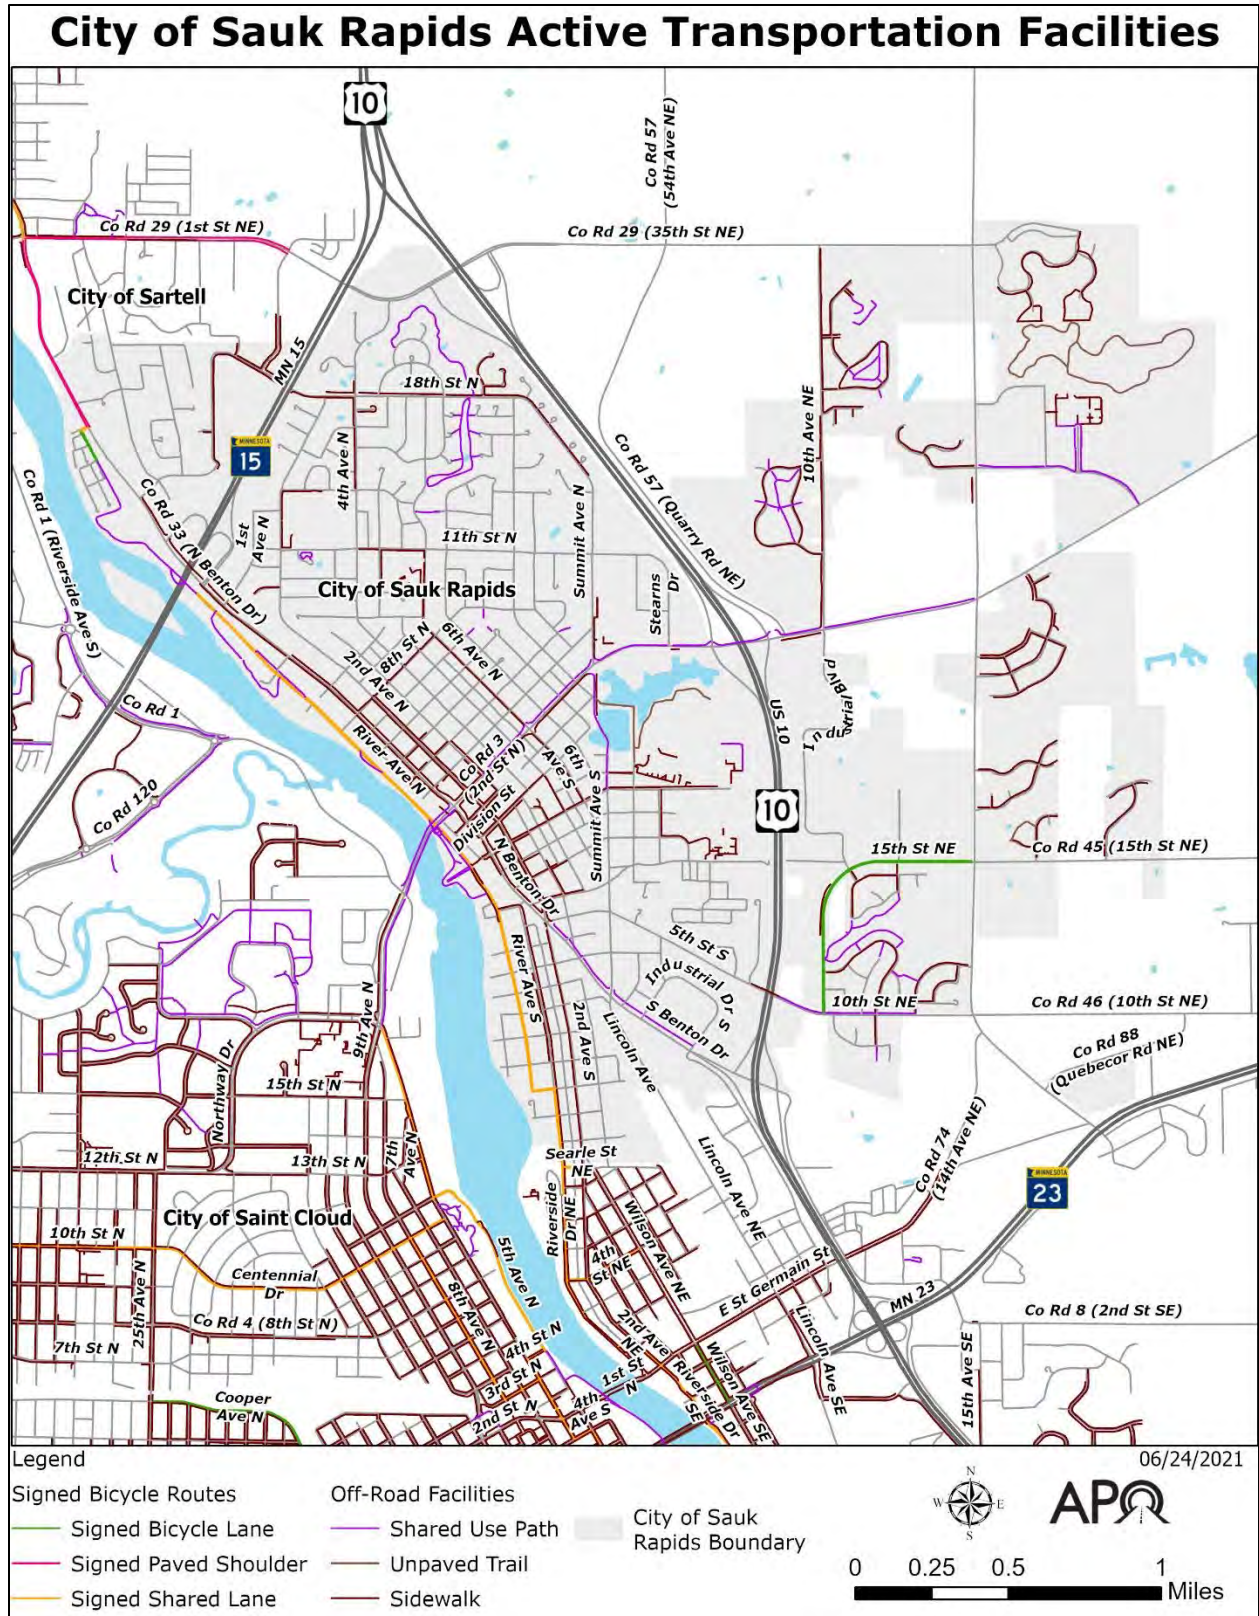 City of Sauk Rapids Active Transportation Facilities
10
Co Rd 57
(54th Ave NE)
Co Rd 29 (1st St NE)
Co Rd 29 (35th St NE)
City of Sartell
MN 15
18th St N
10th Ave NE
MINNESOTA
15
4th Ave N
Co Rd 57 (Quarry Rd NE)
Co Rd 1 (Riverside Ave S)
Co Rd 33 (N Benton Dr)
1st
Ave N
11th St N
Summit Ave N
Stearns
Dr
City of Sauk Rapids
8th St N
6th Ave N
2nd Ave N
Industrial Blvd
US 10
Co Rd 1
River Ave N
Co Rd 3
(2nd St N)
6th
Ave S
Co Rd 120
Division St
Summit Ave S
10
N Benton Dr
15th St NE
Co Rd 45 (15th St NE)
5th St S
River Ave S
Industrial Dr S
9th Ave N
2nd Ave S
Lincoln Ave
S Benton Dr
10th St NE
Co Rd 46 (10th St NE)
Co Rd 88
(Quebecor Rd NE)
Northway Dr
15th St N
7th
Ave N
12th St N
13th St N
Searle St
NE
Lincoln Ave NE
Co Rd 74
(14th Ave NE)
MINNESOTA
23
City of Saint Cloud
10th St N
Riverside
Dr NE
Wilson Ave NE
5th Ave N
4th
St NE
Centennial
Dr
25th Ave N
8th Ave N
E St Germain St
MN 23
Co Rd 4 (8th St N)
Co Rd 8 (2nd St SE)
7th St N
4th St N
2nd Ave
NE
Lincoln Ave SE
3rd St N
1st St
N
Riverside Dr
SE
Wilson Ave SE
15th Ave SE
Cooper
Ave N
2nd St N
4th
Ave S
Legend
06/24/2021
Signed Bicycle Routes
Signed Bicycle Lane
Signed Paved Shoulder
Signed Shared Lane
Off-Road Facilities
Shared Use Path
Unpaved Trail
Sidewalk
City of Sauk
Rapids Boundary
N
W E
S
APO
0 0.25 0.5 1
Miles